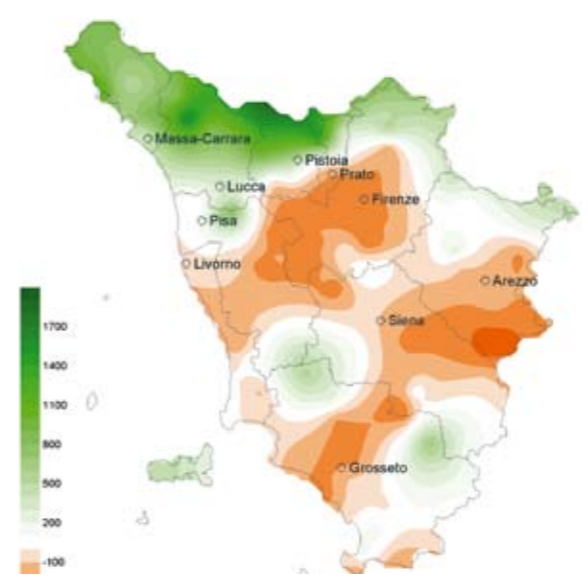 Massa-Carrara
Pistoia
Prato
Lucca
Firenze
Pisa
Livorno
Arezzo
Siena
Grosseto
1700
1400
1100
800
500
200
-100